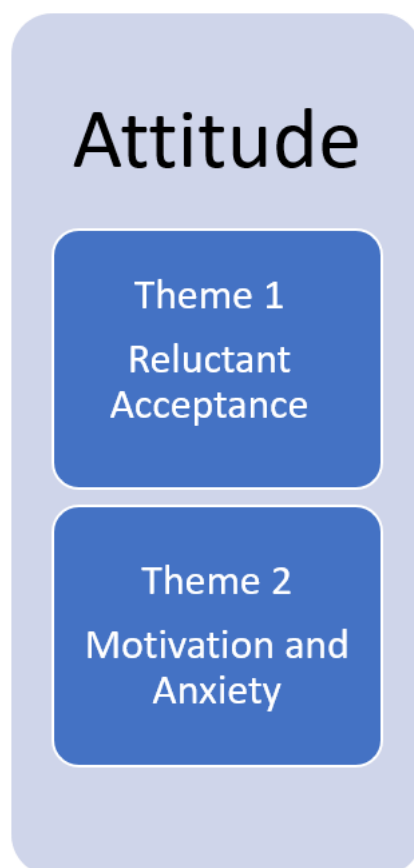 Attitude
Theme 1
Reluctant
Acceptance
Theme 2
Motivation and
Anxiety